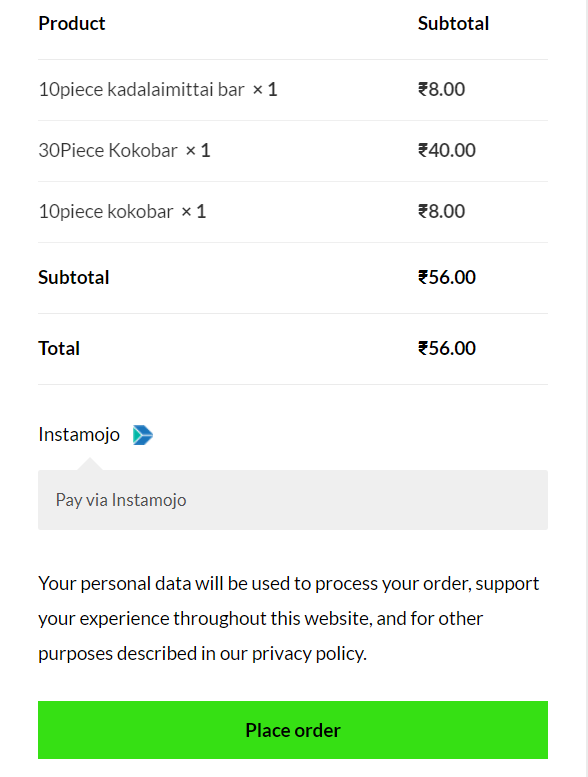 Product Subtotal
10piece kadalaimittai bar × 1 ₹8.00
30Piece Kokobar × 1 ₹40.00
10piece kokobar × 1 ₹8.00
Subtotal ₹56.00
Total ₹56.00
Instamojo
Pay via Instamojo
Your personal data will be used to process your order, support
your experience throughout this website, and for other
purposes described in our privacy policy.
Place order